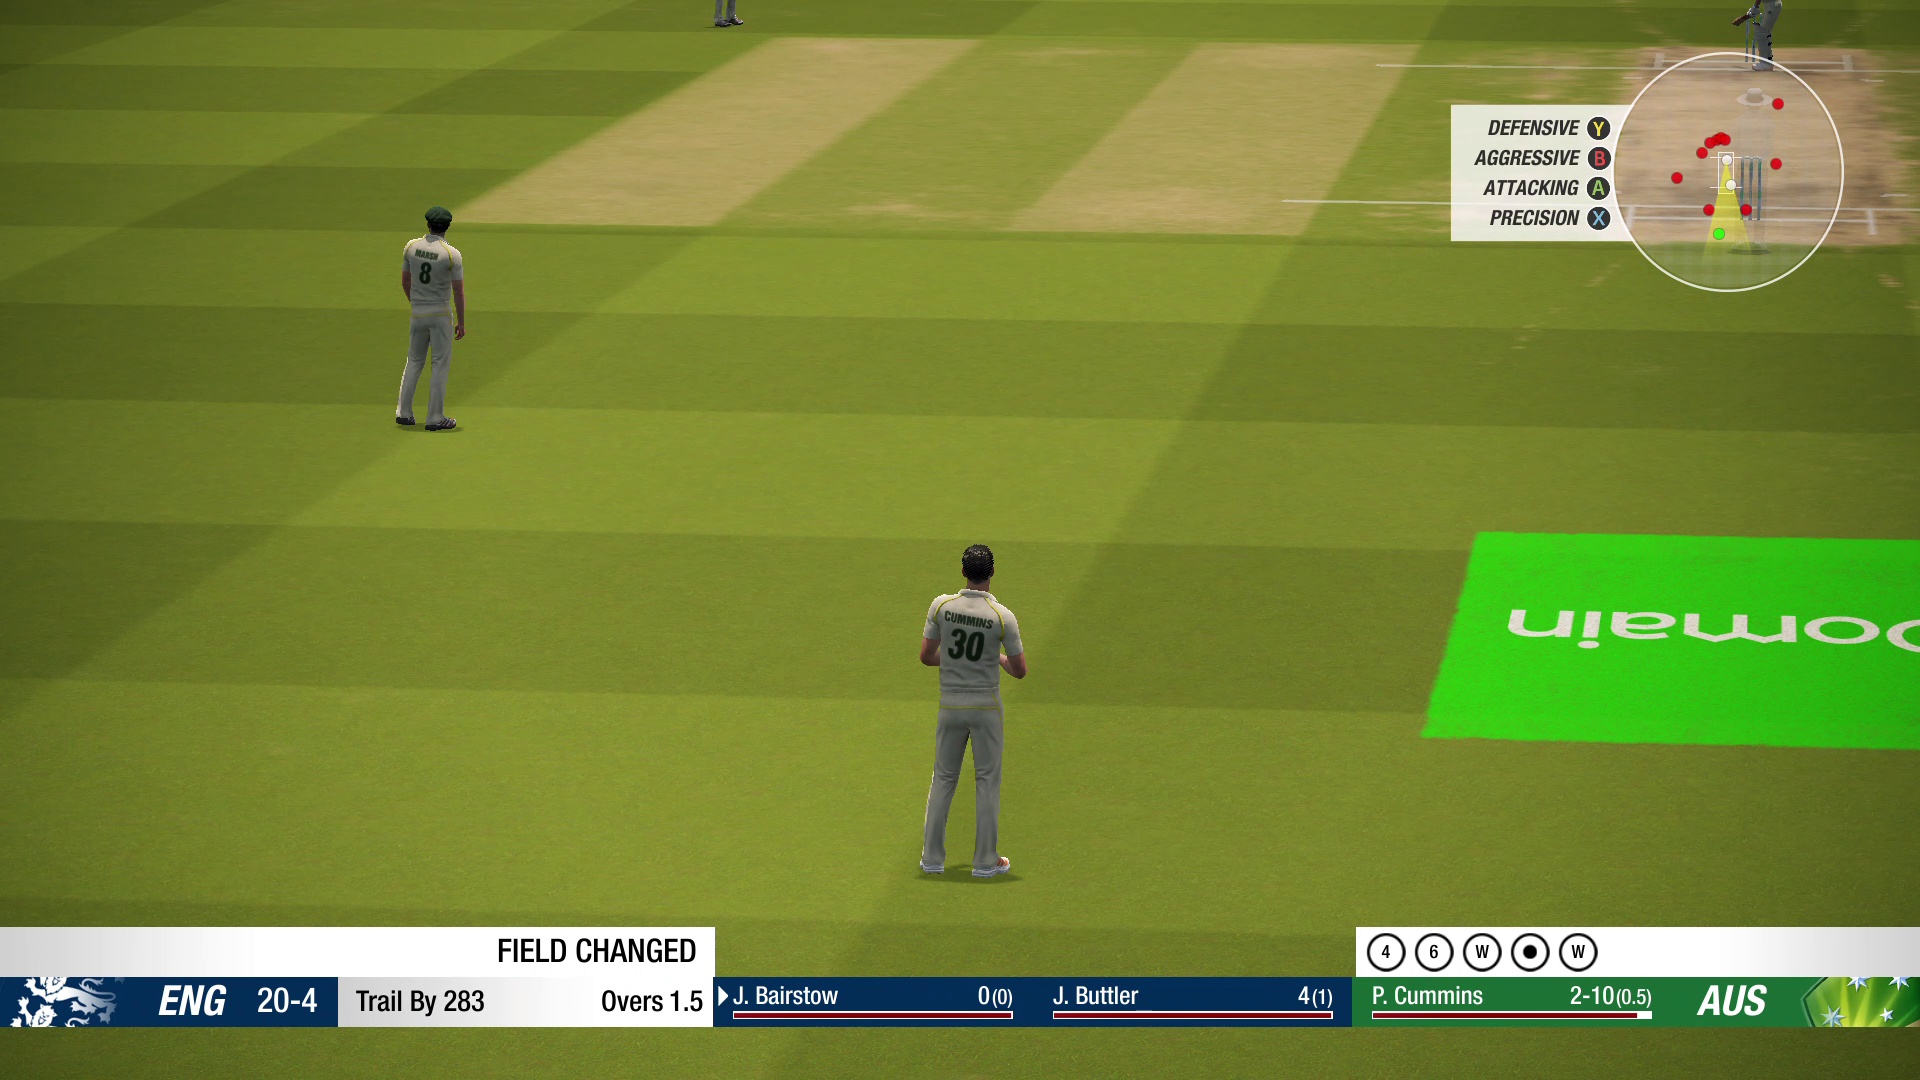 DEFENSIVE Y
AGGRESSIVE B
ATTACKING A
PRECISION X
MARSH
8
CUMMINS
30
Domain
FIELD CHANGED
4 6 W W
ENG 20-4 Trail By 283 Overs 1.5 J. Bairstow 0(0) J. Buttler 4(1) P. Cummins 2-10(0.5) AUS